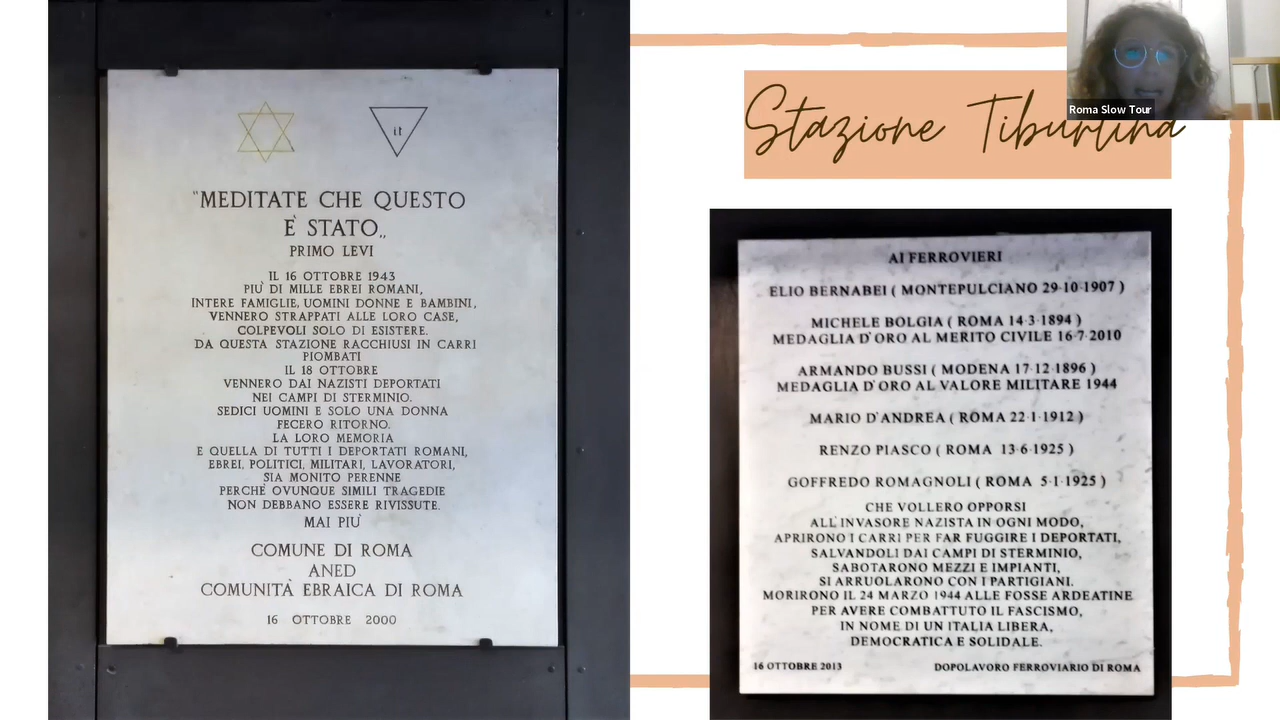 it
"MEDITATE CHE QUESTO
È STATO„
PRIMO LEVI
IL 16 OTTOBRE 1943
PIU' DI MILLE EBREI ROMANI,
INTERE FAMIGLIE, UOMINI DONNE E BAMBINI,
VENNERO STRAPPATI ALLE LORO CASE,
COLPEVOLI SOLO DI ESISTERE.
DA QUESTA STAZIONE RACCHIUSI IN CARRI
PIOMBATI
IL 18 OTTOBRE
VENNERO DAI NAZISTI DEPORTATI
NEI CAMPI DI STERMINIO.
SEDICI UOMINI E SOLO UNA DONNA
FECERO RITORNO.
LA LORO MEMORIA
E QUELLA DI TUTTI I DEPORTATI ROMANI,
EBREI, POLITICI, MILITARI, LAVORATORI,
SIA MONITO PERENNE
PERCHÈ OVUNQUE SIMILI TRAGEDIE
NON DEBBANO ESSERE RIVISSUTE.
MAI PIU'
COMUNE DI ROMA
ANED
COMUNITÀ EBRAICA DI ROMA
16 OTTOBRE 2000
Roma Slow Tour
Stazione Tiburtina
AI FERROVIERI
ELIO BERNABEI ( MONTEPULCIANO 29·10·1907 )
MICHELE BOLGIA ( ROMA 14·3·1894 )
MEDAGLIA D'ORO AL MERITO CIVILE 16·7·2010
ARMANDO BUSSI ( MODENA 17·12·1896 )
MEDAGLIA D'ORO AL VALORE MILITARE 1944
MARIO D'ANDREA ( ROMA 22·1·1912 )
RENZO PIASCO ( ROMA 13·6·1925 )
GOFFREDO ROMAGNOLI ( ROMA 5·1·1925 )
CHE VOLLERO OPPORSI
ALL'INVASORE NAZISTA IN OGNI MODO,
APRIRONO I CARRI PER FAR FUGGIRE I DEPORTATI,
SALVANDOLI DAI CAMPI DI STERMINIO,
SABOTARONO MEZZI E IMPIANTI,
SI ARRUOLARONO CON I PARTIGIANI.
MORIRONO IL 24 MARZO 1944 ALLE FOSSE ARDEATINE
PER AVERE COMBATTUTO IL FASCISMO,
IN NOME DI UN'ITALIA LIBERA,
DEMOCRATICA E SOLIDALE.
16 OTTOBRE 2013 DOPOLAVORO FERROVIARIO DI ROMA